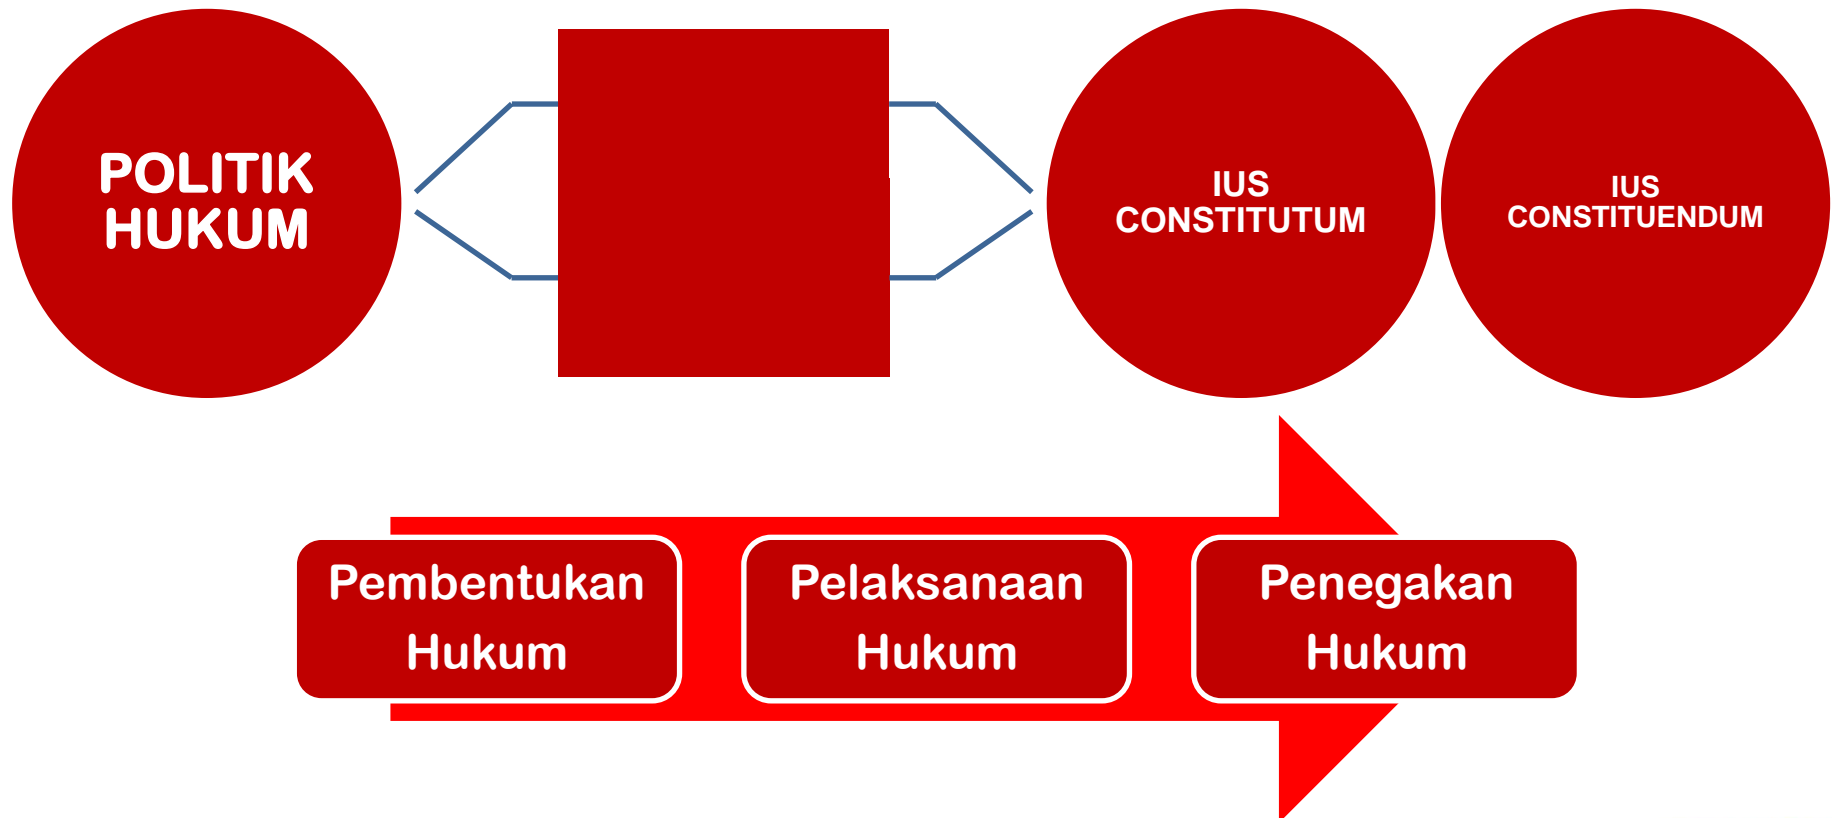 POLITIK
HUKUM
IUS
CONSTITUTUM
IUS
CONSTITUENDUM
Pembentukan
Hukum
Pelaksanaan
Hukum
Penegakan
Hukum